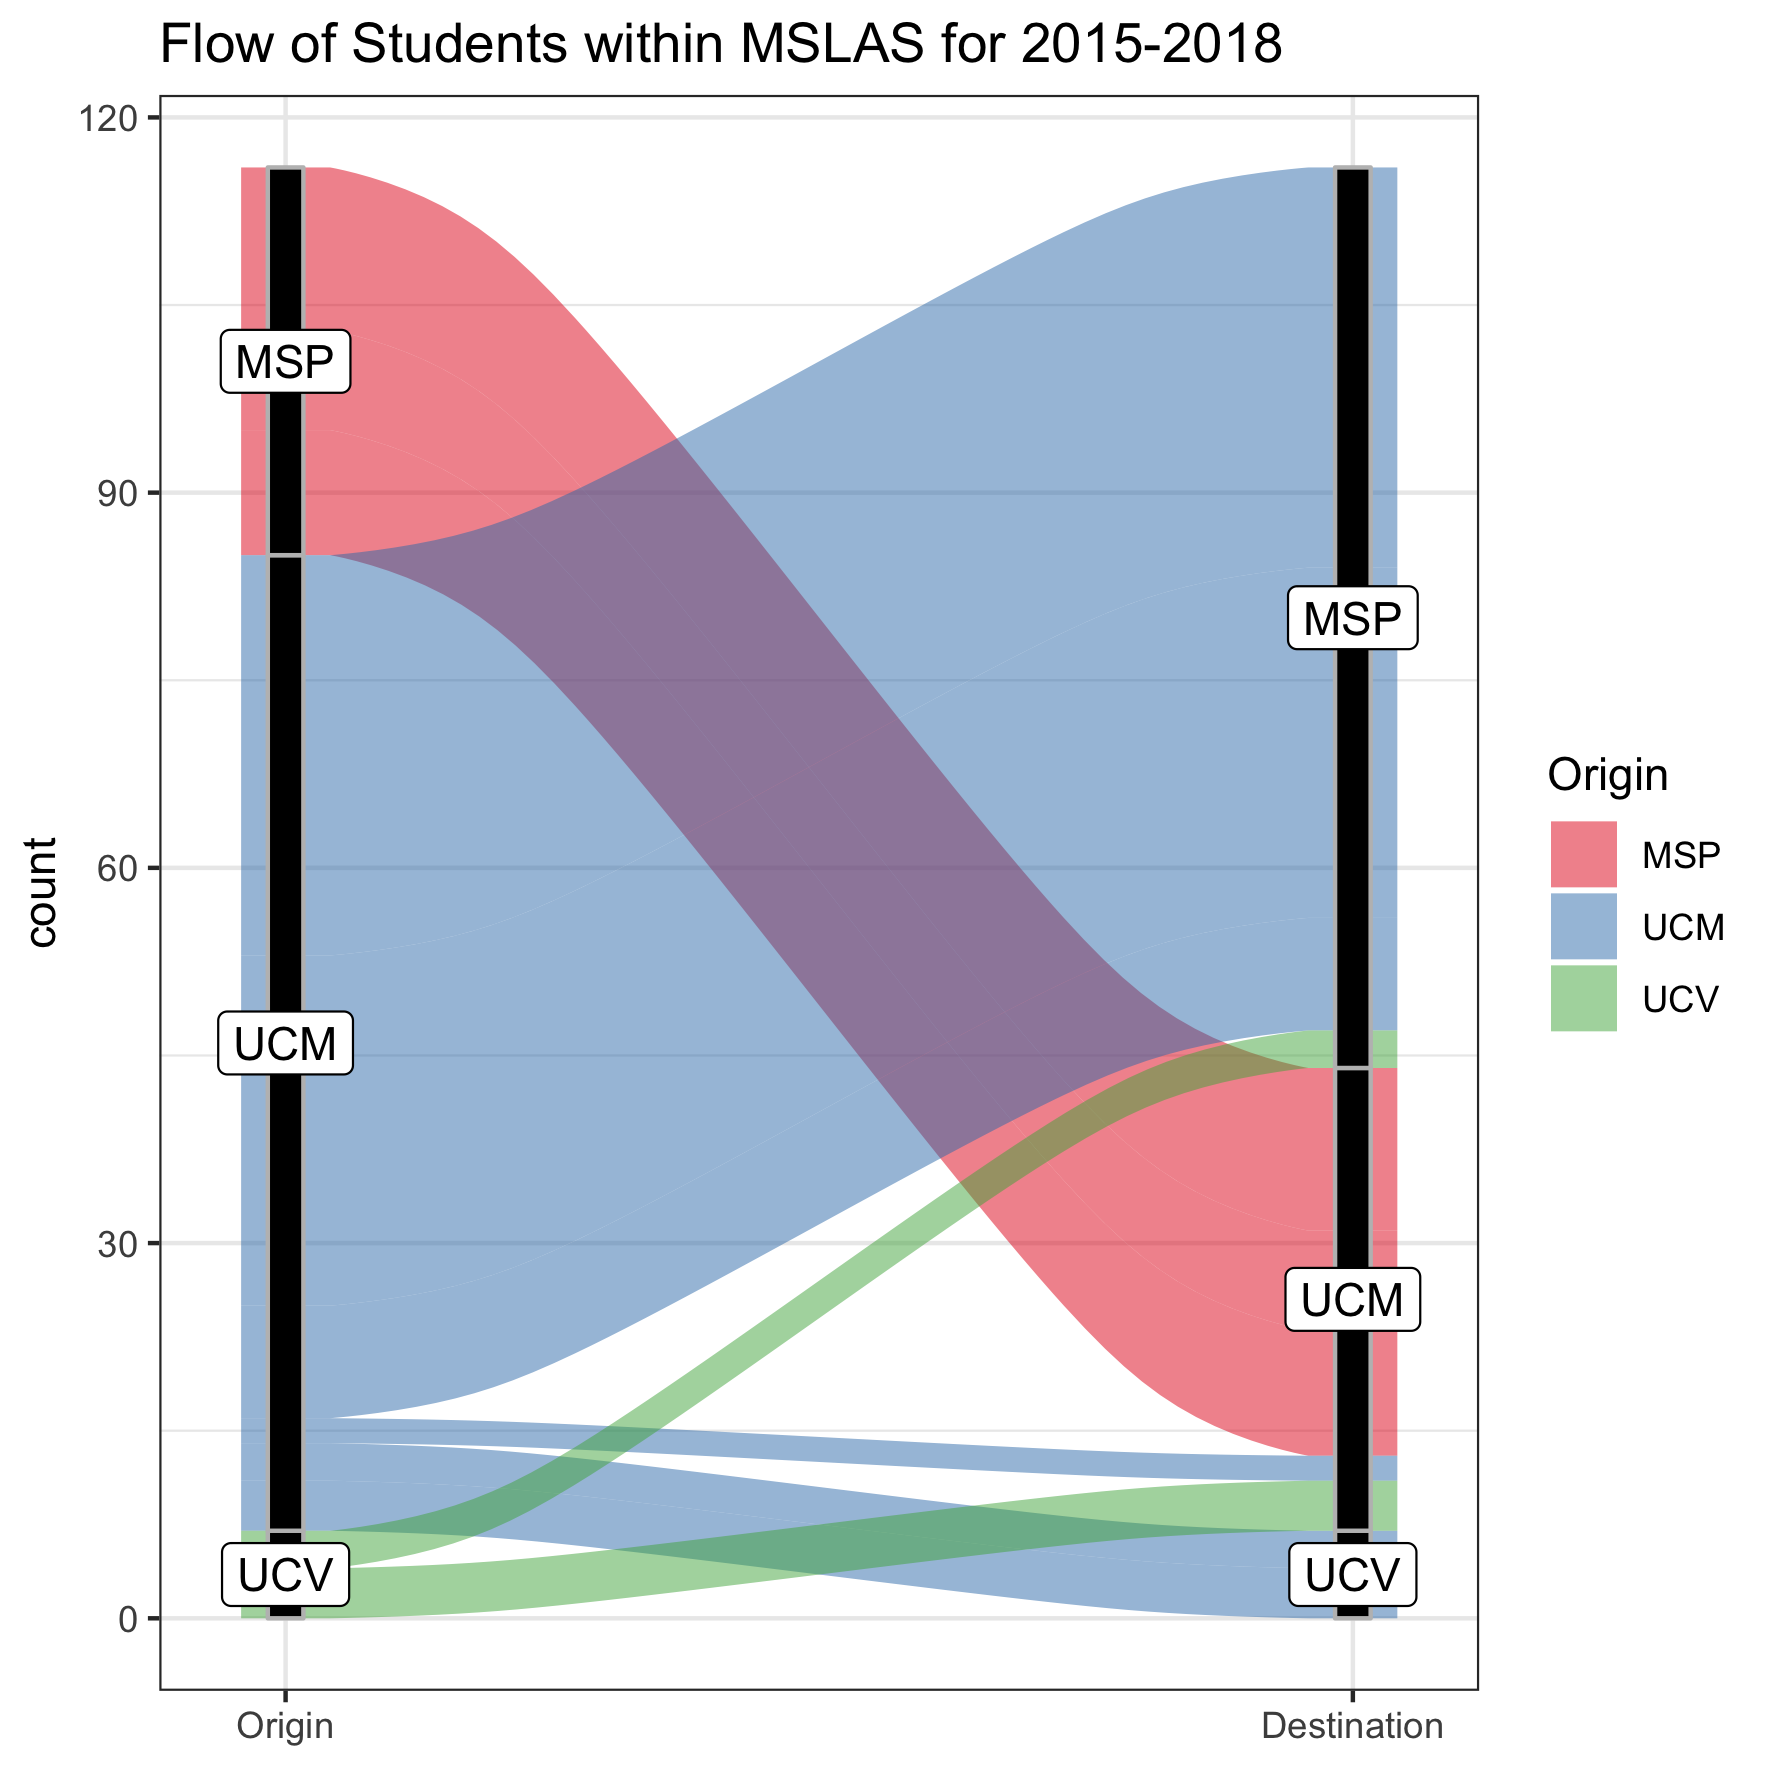 Flow of Students within MSLAS for 2015-2018
120
90
60
30
0
count
MSP
UCM
UCV
MSP
UCM
UCV
Origin
Destination
Origin
MSP
UCM
UCV